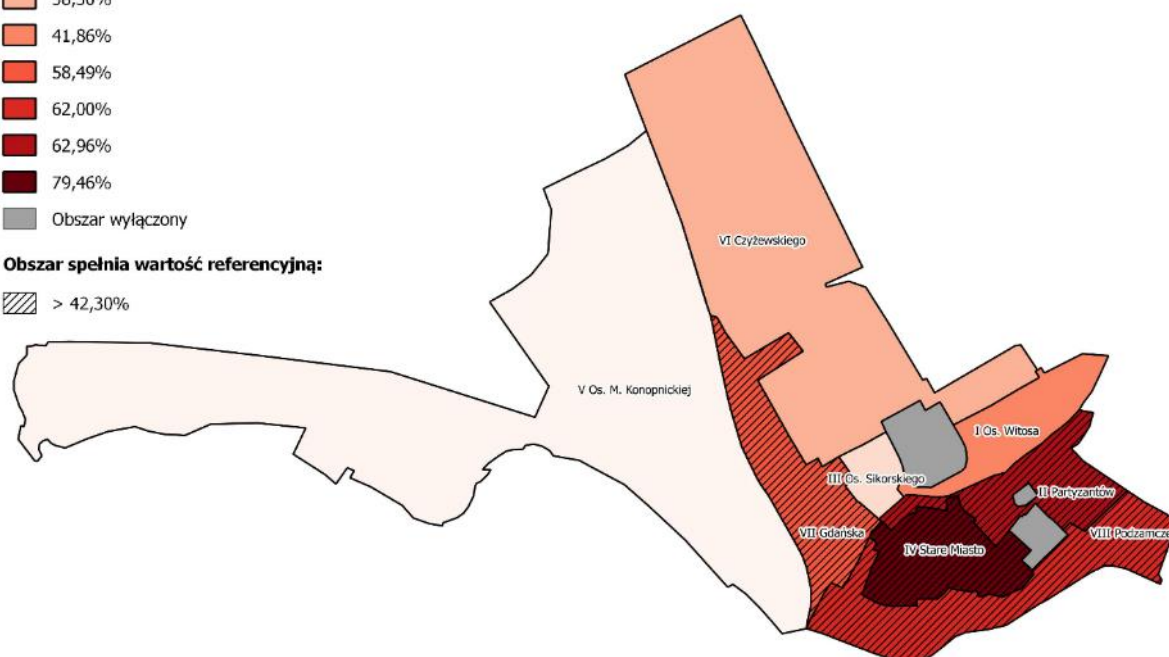 41,86%
58,49%
62,00%
62,96%
79,46%
Obszar wyłączony
Obszar spełnia wartość referencyjną:
> 42,30%
VI Czyżewskiego
V Os. M. Konopnickiej
I Os. Witosa
III Os. Sikorskiego
II Partyzantów
VII Gdańska
VIII Podzamcze
IV Stare Miasto